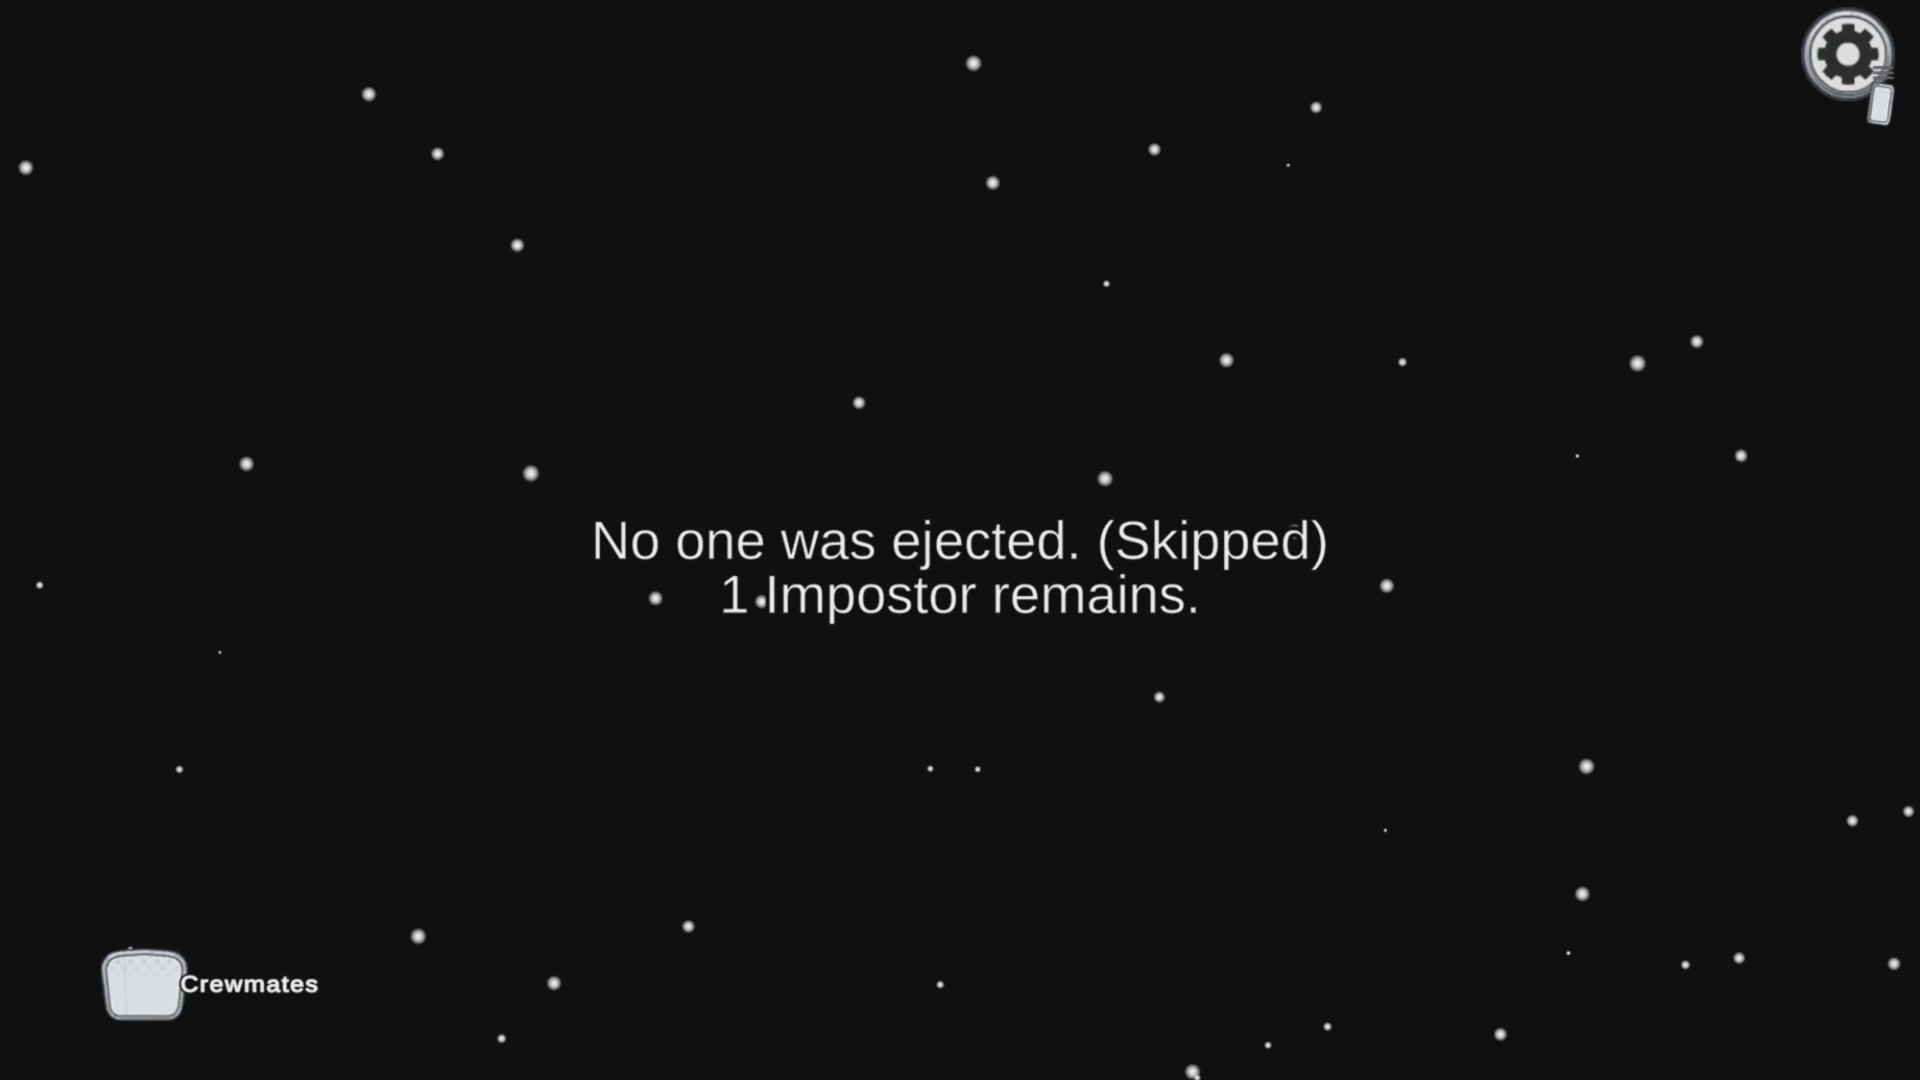 No one was ejected. (Skipped)
1 Impostor remains.
Crewmates